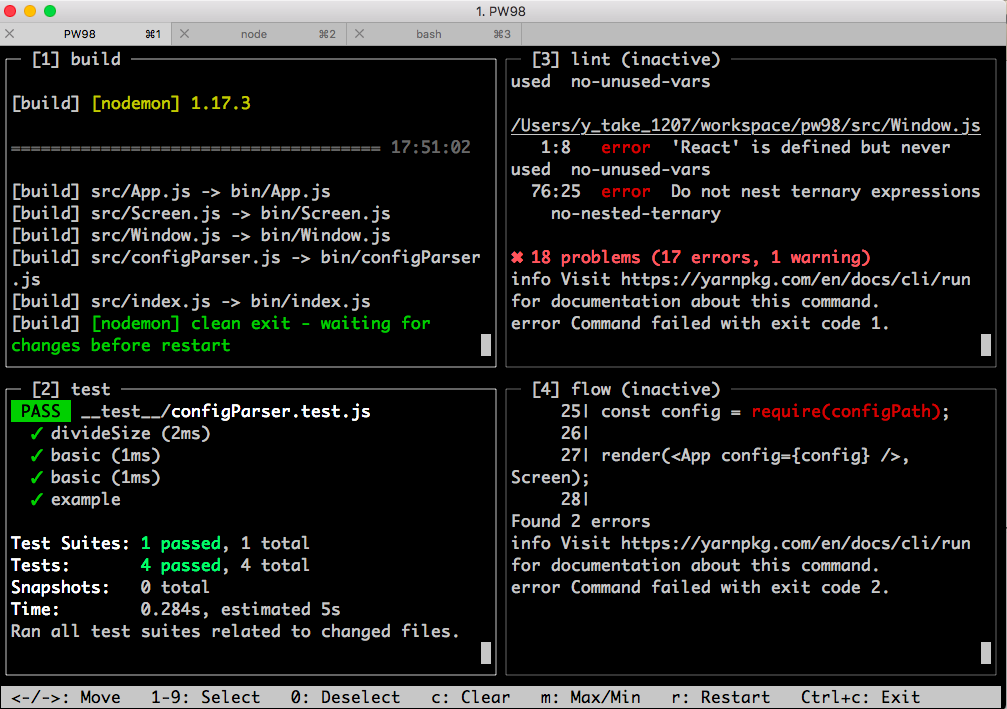 1. PW98
PW98 ⌘1 node ⌘2 bash ⌘3
[1] build
[build] [nodemon] 1.17.3
===================================== 17:51:02
[build] src/App.js -> bin/App.js
[build] src/Screen.js -> bin/Screen.js
[build] src/Window.js -> bin/Window.js
[build] src/configParser.js -> bin/configParser
.js
[build] src/index.js -> bin/index.js
[build] [nodemon] clean exit - waiting for
changes before restart
[3] lint (inactive)
used  no-unused-vars
/Users/y_take_1207/workspace/pw98/src/Window.js
1:8  error  'React' is defined but never
used  no-unused-vars
76:25  error  Do not nest ternary expressions
no-nested-ternary
✖ 18 problems (17 errors, 1 warning)
info Visit https://yarnpkg.com/en/docs/cli/run
for documentation about this command.
error Command failed with exit code 1.
[2] test
PASS __test__/configParser.test.js
✓ divideSize (2ms)
✓ basic (1ms)
✓ basic (1ms)
✓ example
Test Suites: 1 passed, 1 total
Tests:       4 passed, 4 total
Snapshots:   0 total
Time:        0.284s, estimated 5s
Ran all test suites related to changed files.
[4] flow (inactive)
25| const config = require(configPath);
26|
27| render(<App config={config} />,
Screen);
28|
Found 2 errors
info Visit https://yarnpkg.com/en/docs/cli/run
for documentation about this command.
error Command failed with exit code 2.
<-/->: Move   1-9: Select   0: Deselect   c: Clear   m: Max/Min   r: Restart   Ctrl+c: Exit